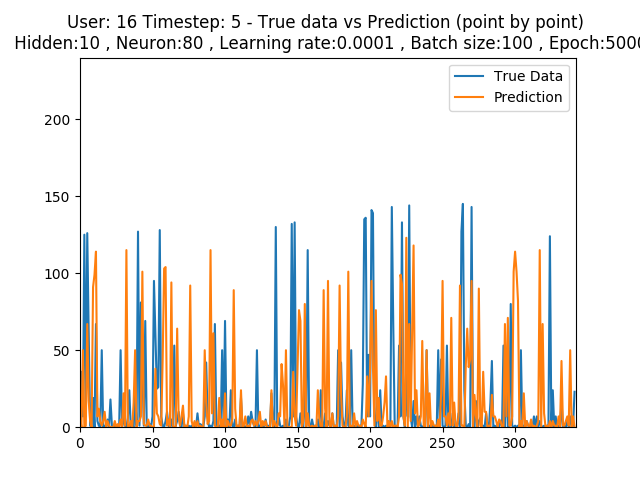 User: 16 Timestep: 5 - True data vs Prediction (point by point)
Hidden:10 , Neuron:80 , Learning rate:0.0001 , Batch size:100 , Epoch:5000
True Data
Prediction
200
150
100
50
0
0 50 100 150 200 250 300